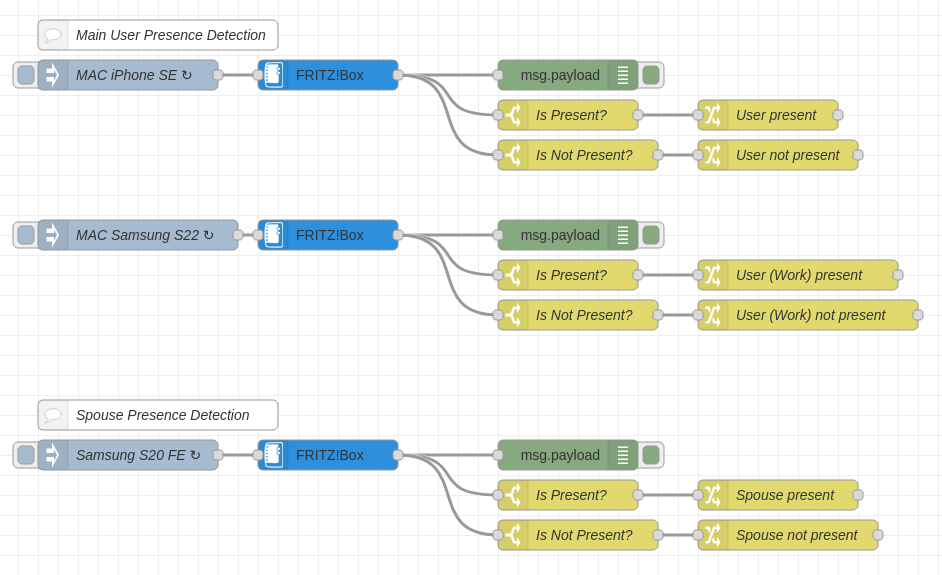 Main User Presence Detection
MAC iPhone SE ↻
FRITZ!Box
msg.payload
Is Present?
User present
Is Not Present?
User not present
MAC Samsung S22 ↻
FRITZ!Box
msg.payload
Is Present?
User (Work) present
Is Not Present?
User (Work) not present
Spouse Presence Detection
Samsung S20 FE ↻
FRITZ!Box
msg.payload
Is Present?
Spouse present
Is Not Present?
Spouse not present